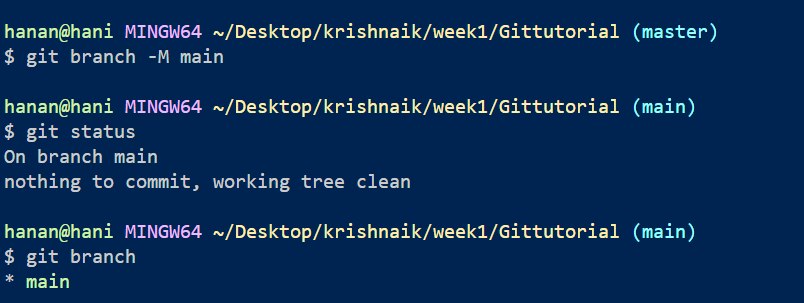 hanan@hani MINGW64 ~/Desktop/krishnaik/week1/Gittutorial (master)
$ git branch -M main
hanan@hani MINGW64 ~/Desktop/krishnaik/week1/Gittutorial (main)
$ git status
On branch main
nothing to commit, working tree clean
hanan@hani MINGW64 ~/Desktop/krishnaik/week1/Gittutorial (main)
$ git branch
* main